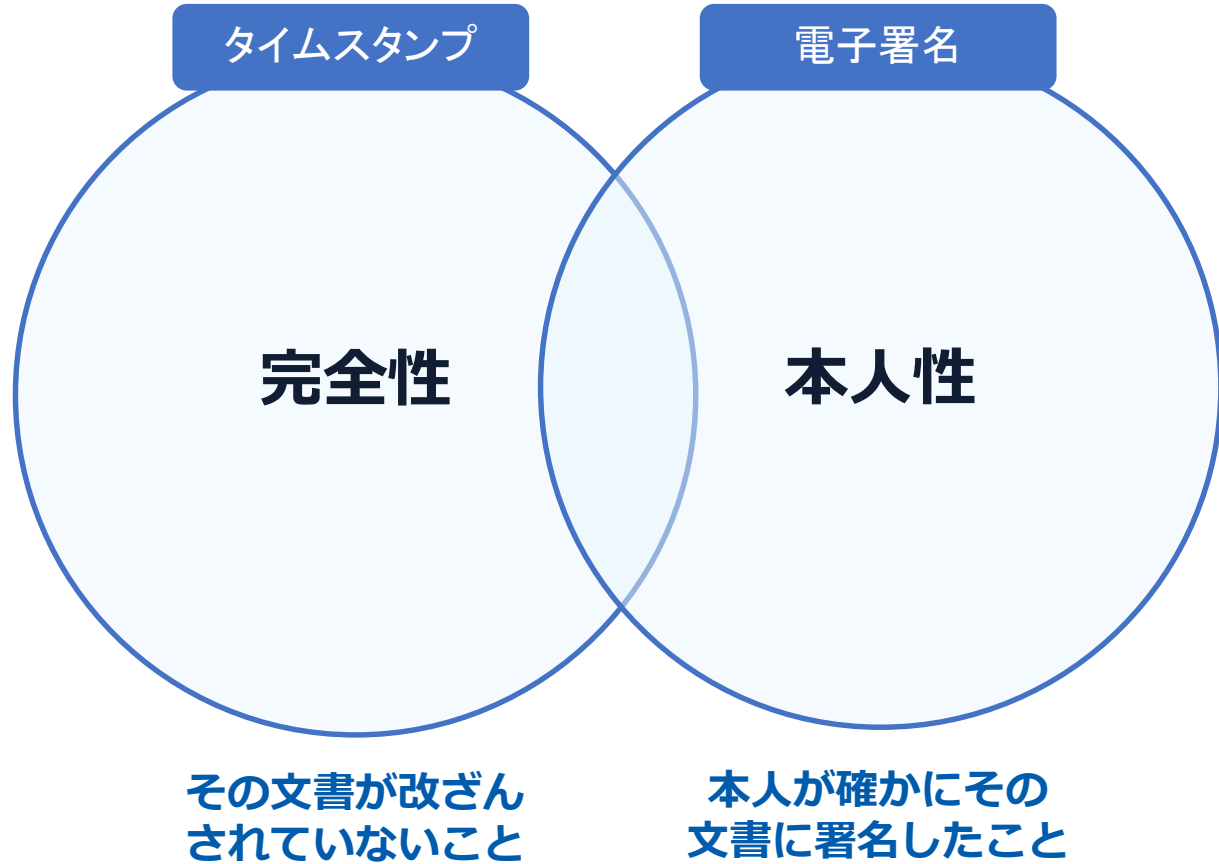 タイムスタンプ
電子署名
完全性
本人性
その文書が改ざん
されていないこと
本人が確かにその
文書に署名したこと